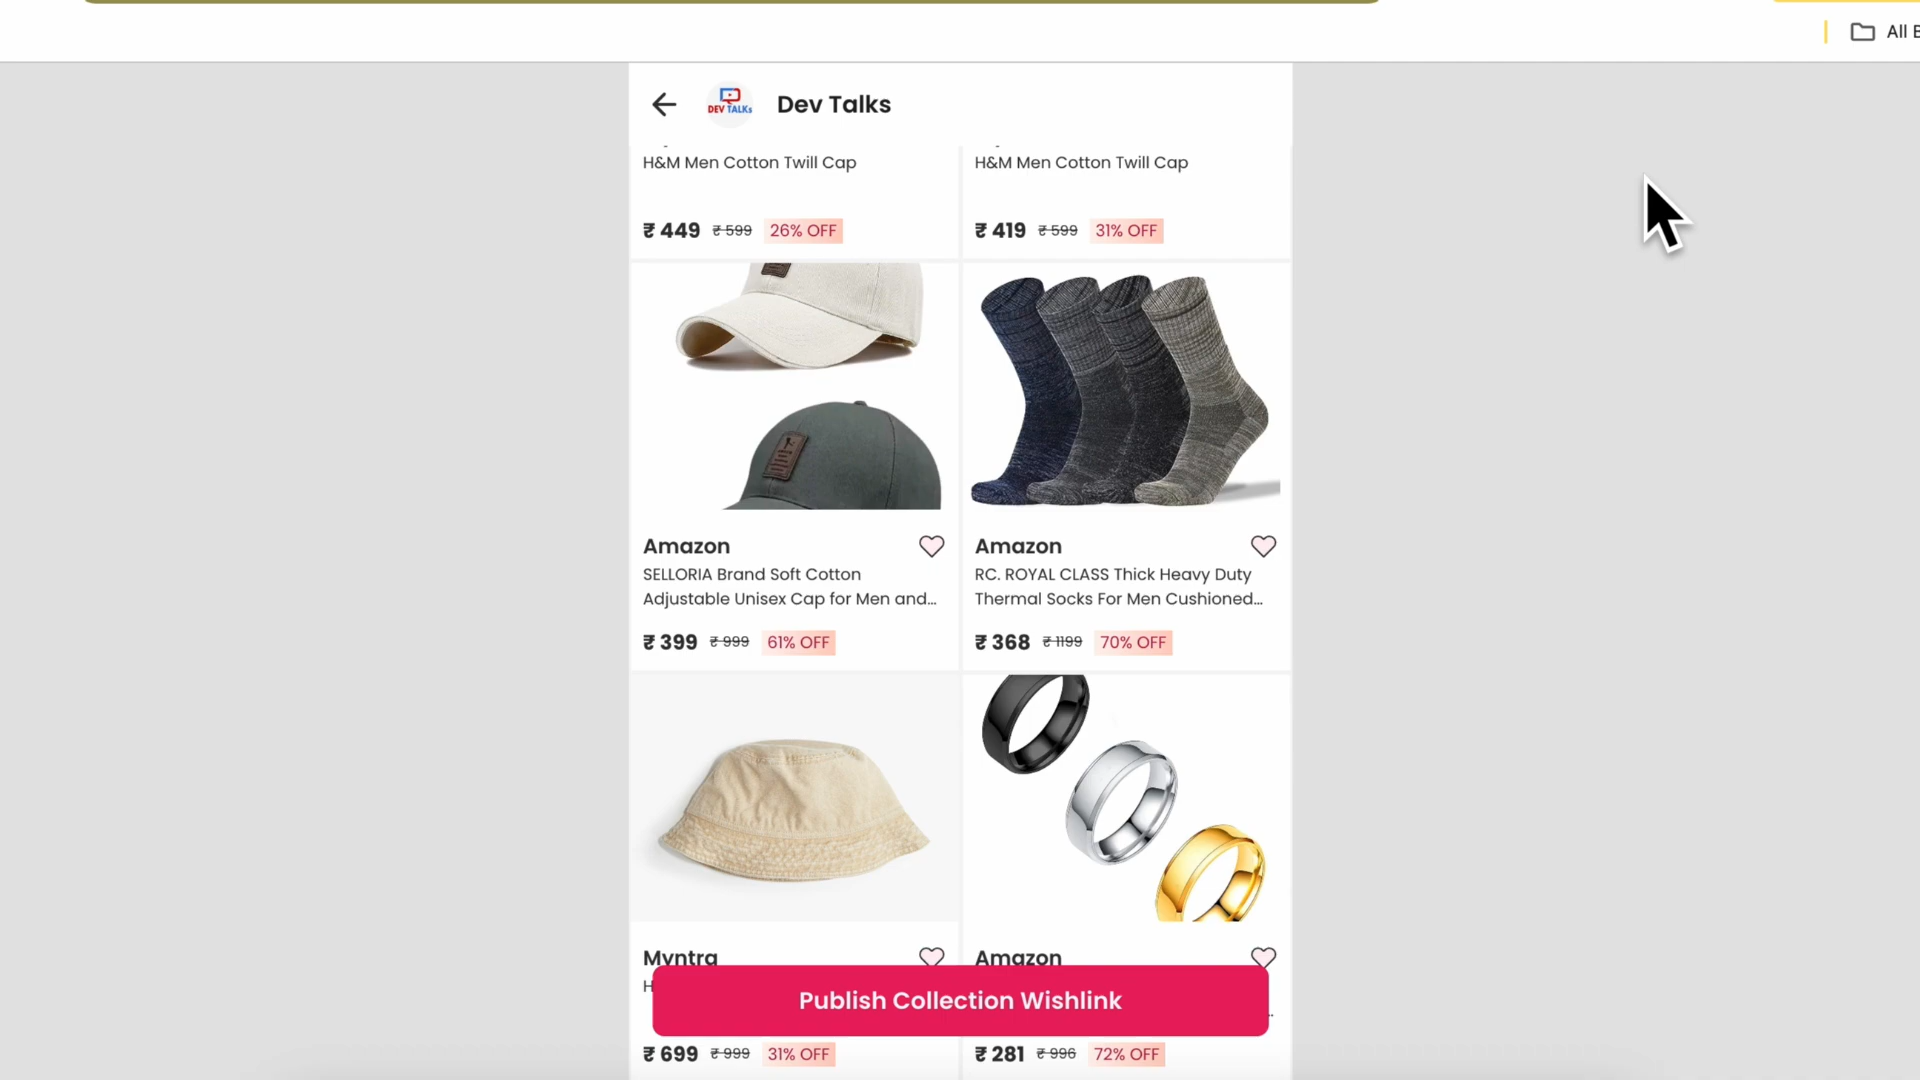 All
DEV TALKs
Dev Talks
H&M Men Cotton Twill Cap
₹ 449 ₹ 599 26% OFF
H&M Men Cotton Twill Cap
₹ 419 ₹ 599 31% OFF
Amazon
SELLORIA Brand Soft Cotton
Adjustable Unisex Cap for Men and...
₹ 399 ₹ 999 61% OFF
Amazon
RC. ROYAL CLASS Thick Heavy Duty
Thermal Socks For Men Cushioned...
₹ 368 ₹ 1199 70% OFF
Myntra
H
₹ 699 ₹ 999 31% OFF
Amazon
₹ 281 ₹ 996 72% OFF
Publish Collection Wishlink